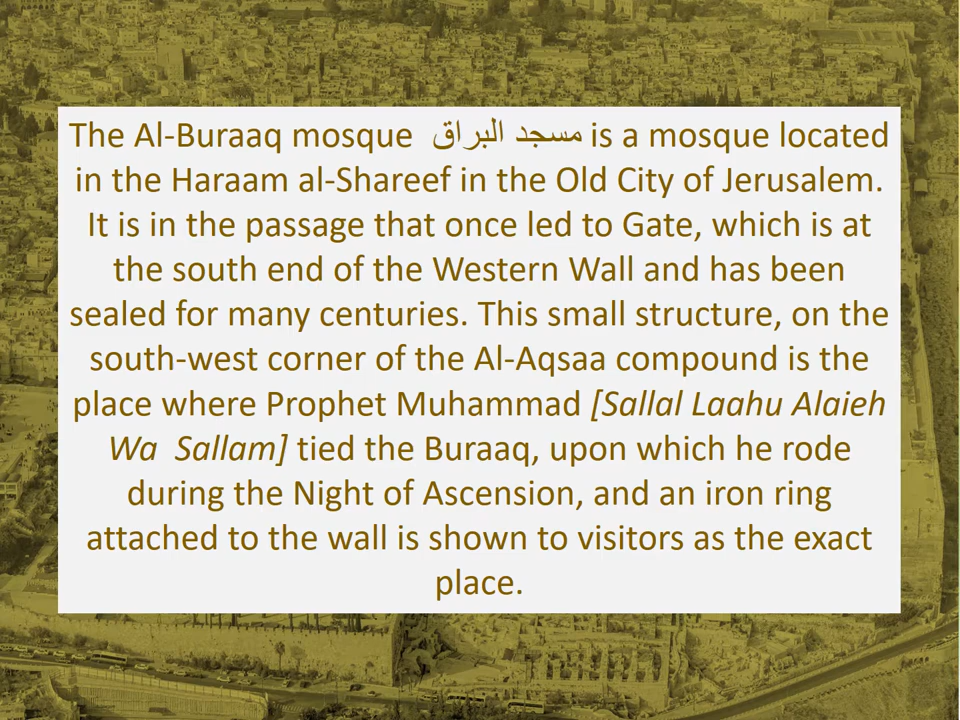 The Al-Buraaq mosque مسجد البراق is a mosque located
in the Haraam al-Shareef in the Old City of Jerusalem.
It is in the passage that once led to Gate, which is at
the south end of the Western Wall and has been
sealed for many centuries. This small structure, on the
south-west corner of the Al-Aqsaa compound is the
place where Prophet Muhammad [Sallal Laahu Alaieh
Wa Sallam] tied the Buraaq, upon which he rode
during the Night of Ascension, and an iron ring
attached to the wall is shown to visitors as the exact
place.